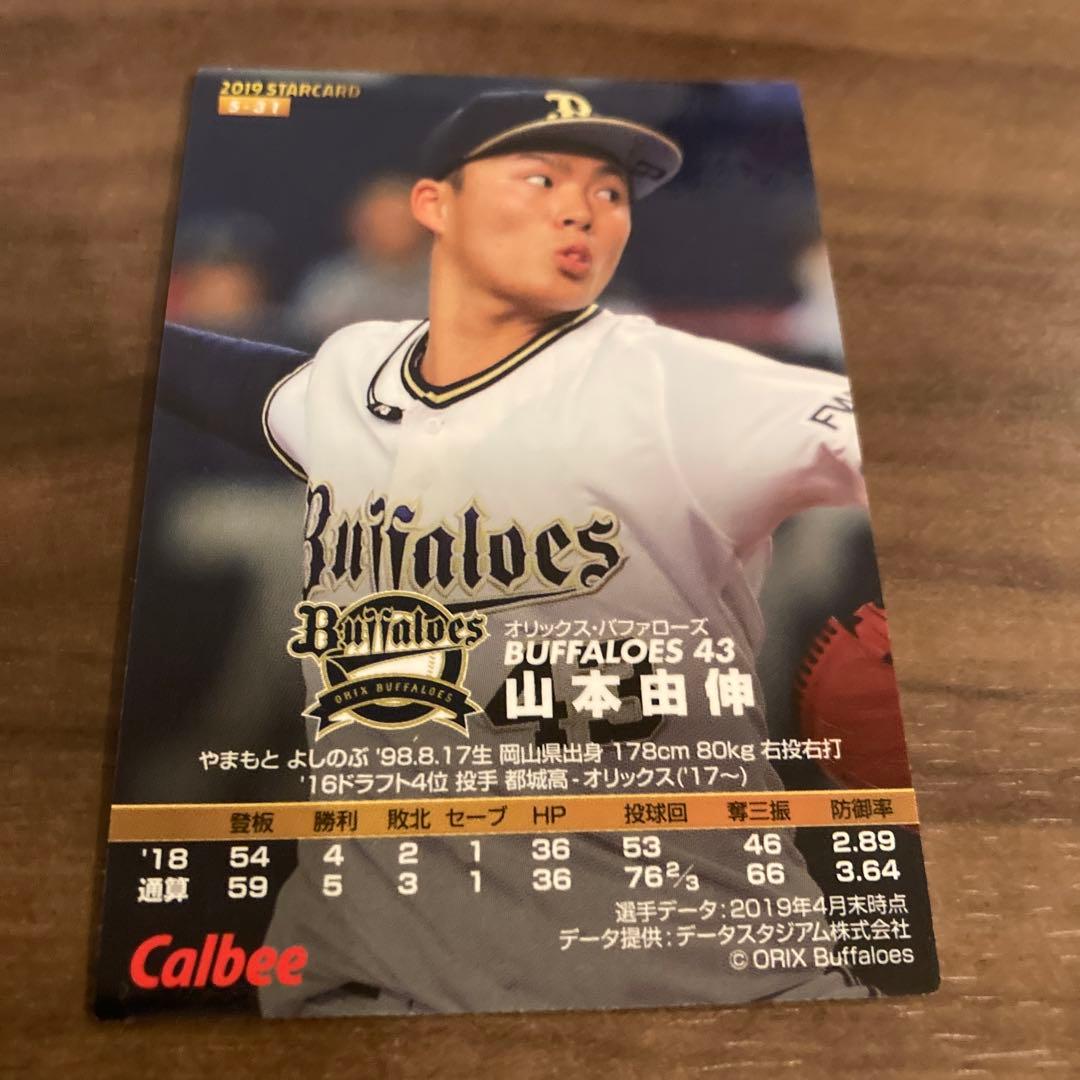 2019 STARCARD
S-31
B
FW
Buffaloes
Buffaloes
ORIX BUFFALOES
オリックス・バファローズ
BUFFALOES 43
43
山本由伸
やまもと よしのぶ '98.8.17生 岡山県出身 178cm 80kg 右投右打
'16ドラフト4位 投手 都城高-オリックス('17〜)
登板 勝利 敗北 セーブ HP 投球回 奪三振 防御率
'18 54 4 2 1 36 53 46 2.89
通算 59 5 3 1 36 76 2/3 66 3.64
選手データ:2019年4月末時点
データ提供:データスタジアム株式会社
© ORIX Buffaloes
Calbee